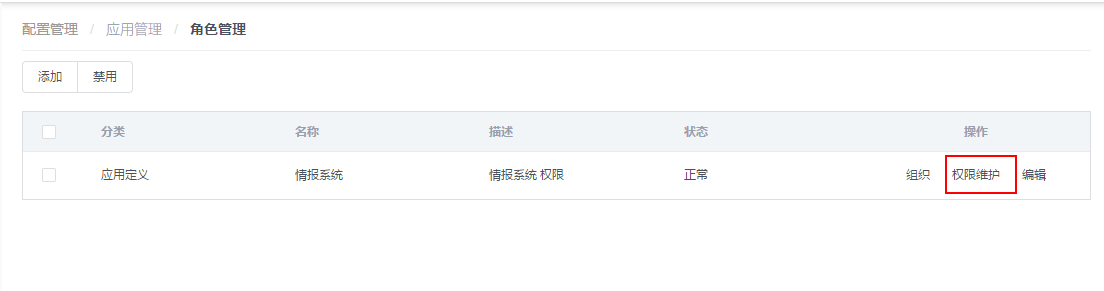 配置管理 / 应用管理 / 角色管理
添加 禁用
分类 名称 描述 状态 操作
应用定义 情报系统 情报系统 权限 正常 组织 权限维护 编辑